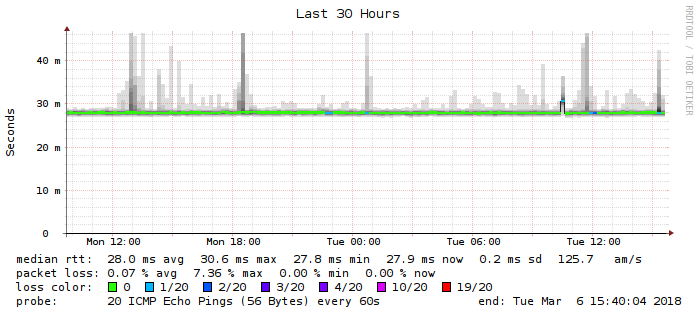 Last 30 Hours
RRDTOOL / TOBI OETIKER
Seconds
40 m
30 m
20 m
10 m
0
Mon 12:00 Mon 18:00 Tue 00:00 Tue 06:00 Tue 12:00
median rtt: 28.0 ms avg 30.6 ms max 27.8 ms min 27.9 ms now 0.2 ms sd 125.7 am/s
packet loss: 0.07 % avg 7.36 % max 0.00 % min 0.00 % now
loss color: 0 1/20 2/20 3/20 4/20 10/20 19/20
probe: 20 ICMP Echo Pings (56 Bytes) every 60s end: Tue Mar 6 15:40:04 2018